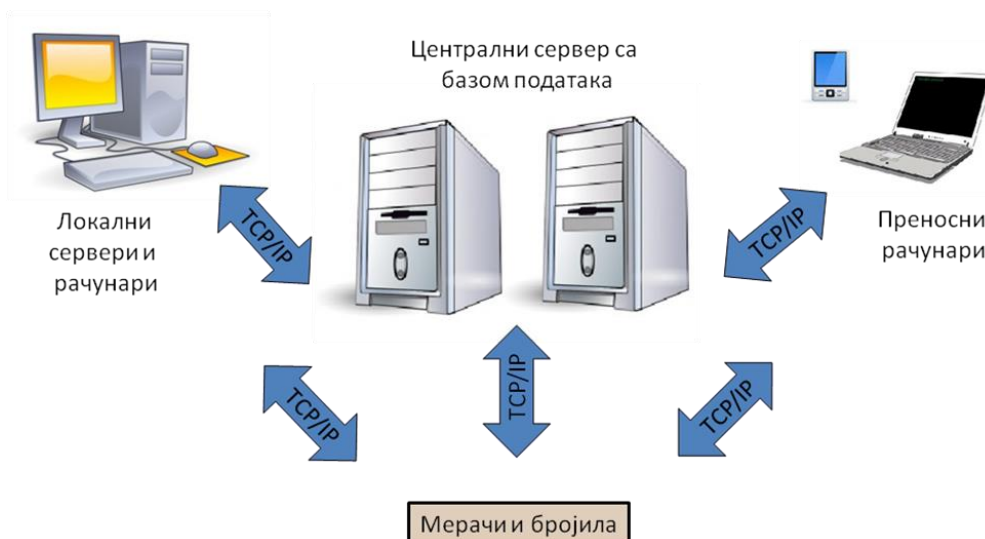 Централни сервер са
базом података
Локални
сервери и
рачунари
Преносни
рачунари
TCP/IP
TCP/IP
TCP/IP
TCP/IP
TCP/IP
Мерачи и бројила